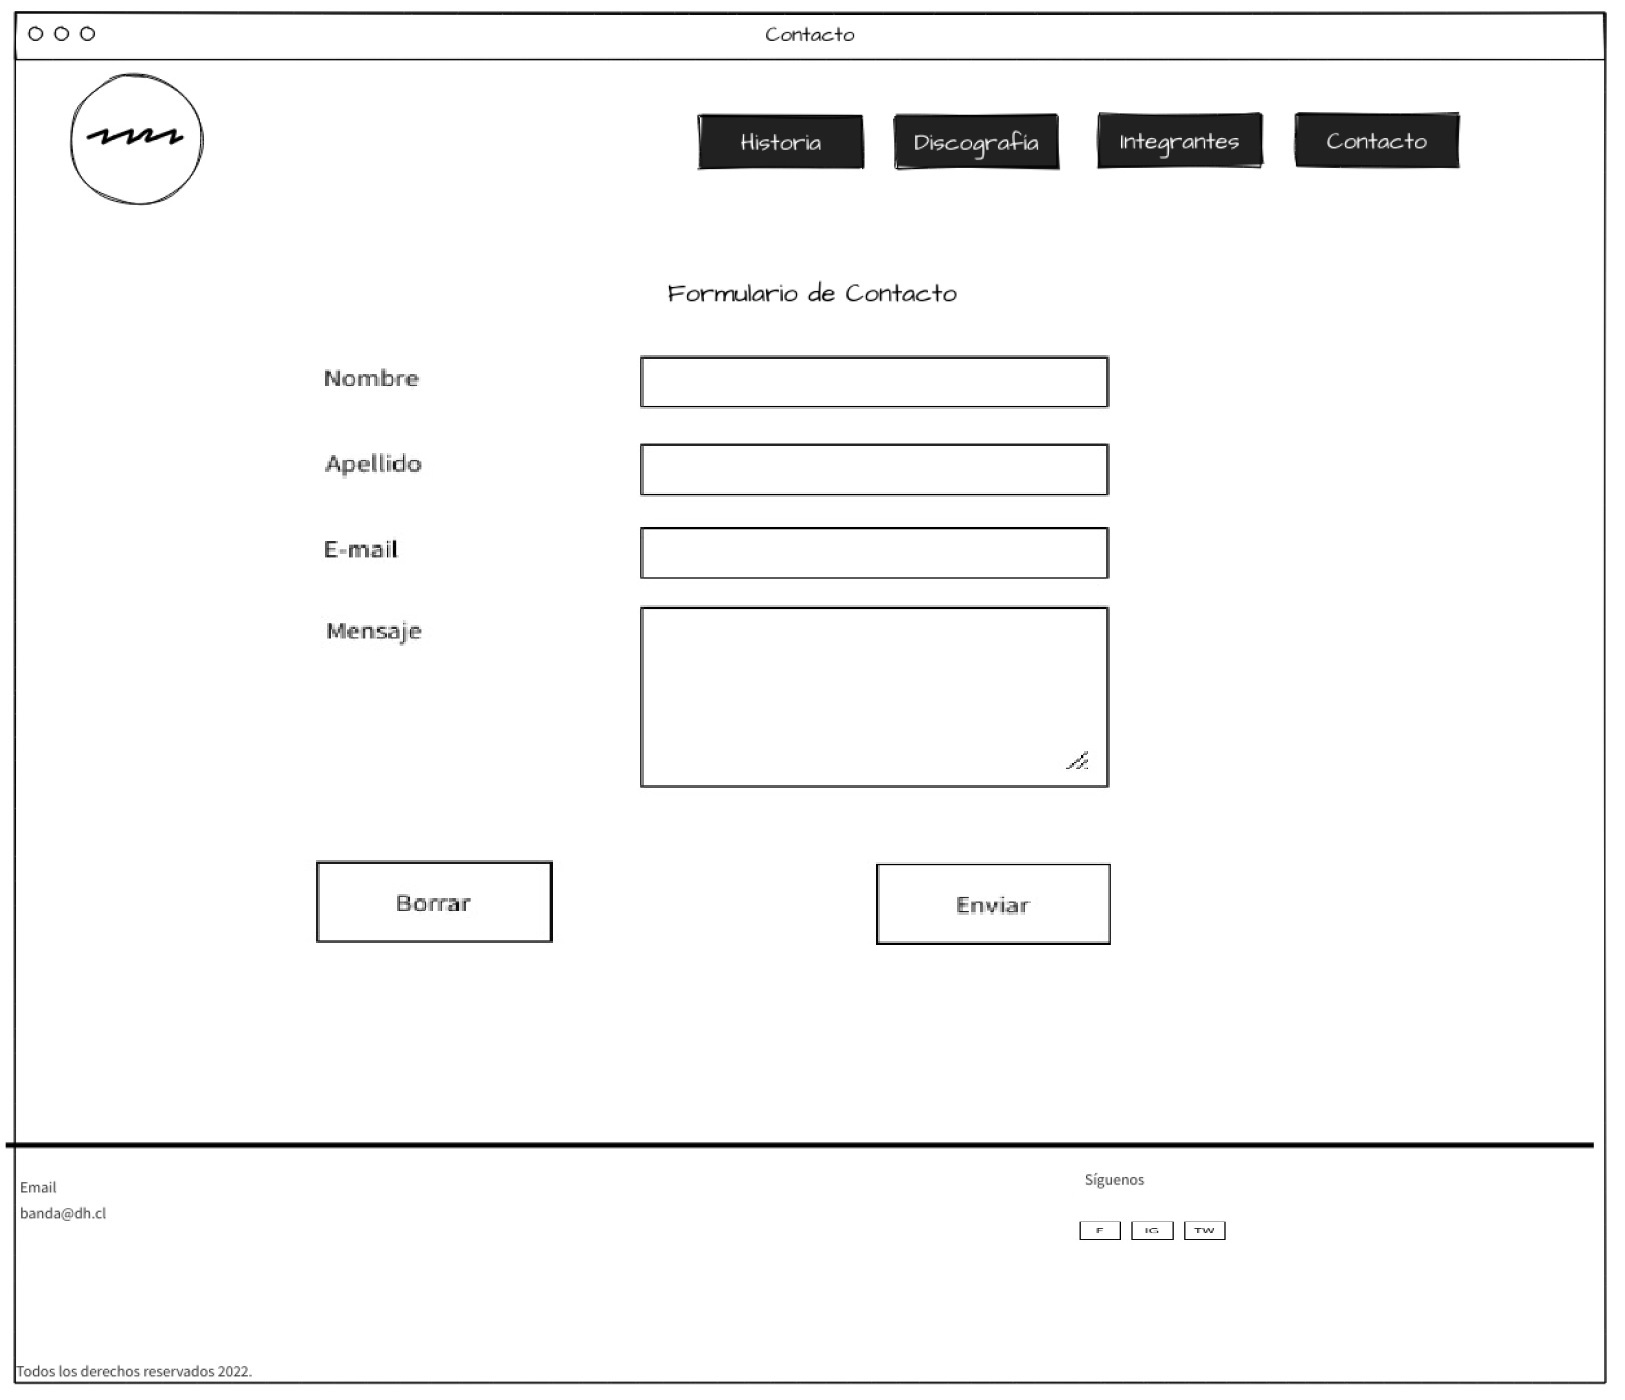 Contacto
Historia
Discografía
Integrantes
Contacto
Formulario de Contacto
Nombre
Apellido
E-mail
Mensaje
Borrar
Enviar
Email
banda@dh.cl
Síguenos
F
IG
TW
Todos los derechos reservados 2022.